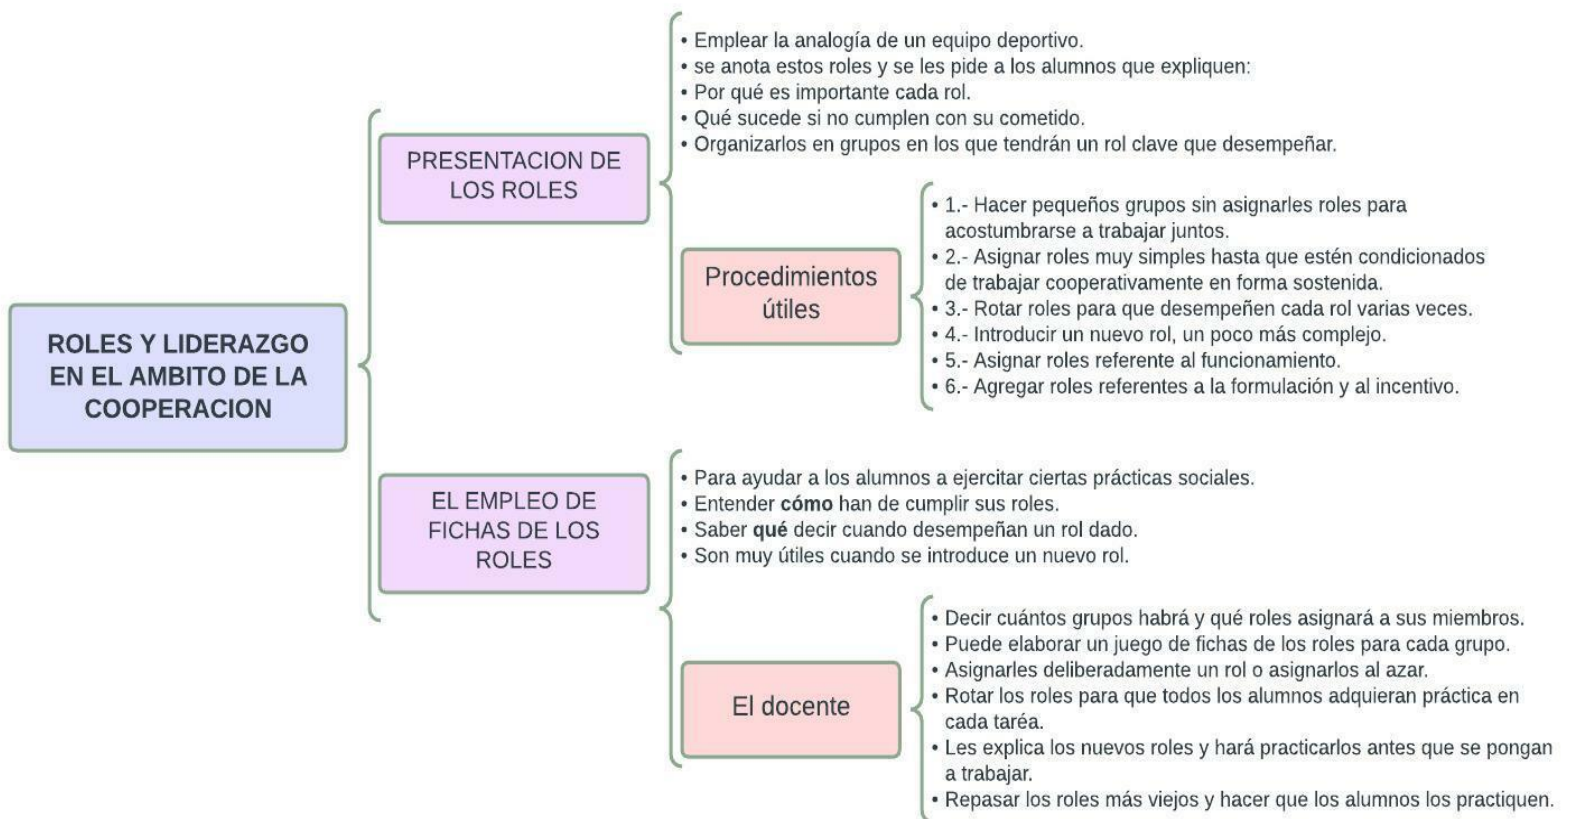 ROLES Y LIDERAZGO
EN EL AMBITO DE LA
COOPERACION
PRESENTACION DE
LOS ROLES
• Emplear la analogía de un equipo deportivo.
• se anota estos roles y se les pide a los alumnos que expliquen:
• Por qué es importante cada rol.
• Qué sucede si no cumplen con su cometido.
• Organizarlos en grupos en los que tendrán un rol clave que desempeñar.
Procedimientos
útiles
• 1.- Hacer pequeños grupos sin asignarles roles para
acostumbrarse a trabajar juntos.
• 2.- Asignar roles muy simples hasta que estén condicionados
de trabajar cooperativamente en forma sostenida.
• 3.- Rotar roles para que desempeñen cada rol varias veces.
• 4.- Introducir un nuevo rol, un poco más complejo.
• 5.- Asignar roles referente al funcionamiento.
• 6.- Agregar roles referentes a la formulación y al incentivo.
EL EMPLEO DE
FICHAS DE LOS
ROLES
• Para ayudar a los alumnos a ejercitar ciertas prácticas sociales.
• Entender cómo han de cumplir sus roles.
• Saber qué decir cuando desempeñan un rol dado.
• Son muy útiles cuando se introduce un nuevo rol.
El docente
• Decir cuántos grupos habrá y qué roles asignará a sus miembros.
• Puede elaborar un juego de fichas de los roles para cada grupo.
• Asignarles deliberadamente un rol o asignarlos al azar.
• Rotar los roles para que todos los alumnos adquieran práctica en
cada taréa.
• Les explica los nuevos roles y hará practicarlos antes que se pongan
a trabajar.
• Repasar los roles más viejos y hacer que los alumnos los practiquen.